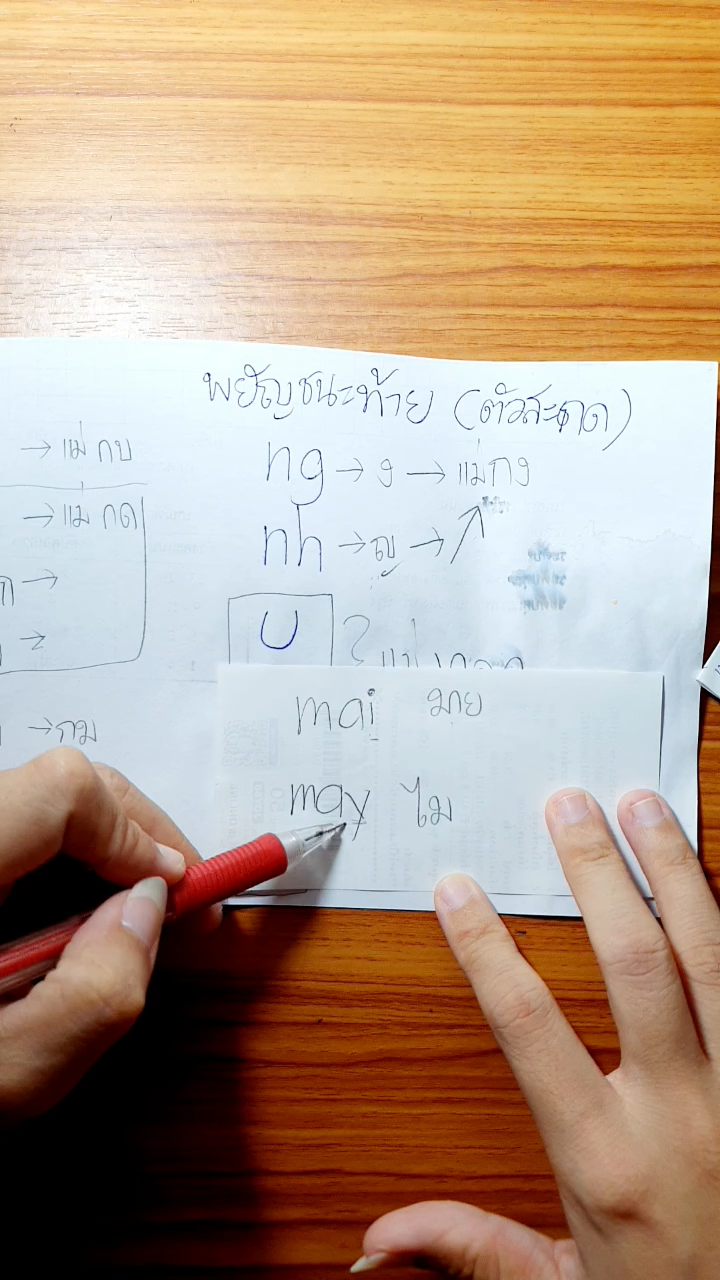 พยัญชนะท้าย (ตัวสะกด)
→ แม่ กบ
ng → ง → แม่กง
→ แม่ กด
nh → ญ →
→
→
U
→ กม
mai มาย
may ไม